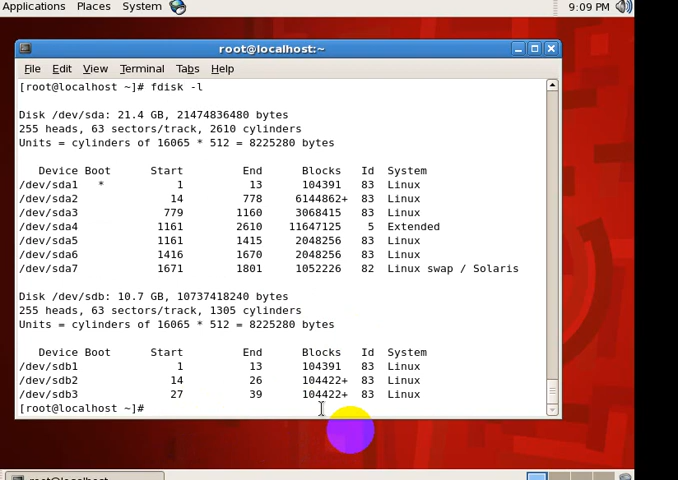 Applications Places System 9:09 PM
root@localhost:~
File Edit View Terminal Tabs Help
[root@localhost ~]# fdisk -l
Disk /dev/sda: 21.4 GB, 21474836480 bytes
255 heads, 63 sectors/track, 2610 cylinders
Units = cylinders of 16065 * 512 = 8225280 bytes
Device Boot Start End Blocks Id System
/dev/sda1 * 1 13 104391 83 Linux
/dev/sda2 14 778 6144862+ 83 Linux
/dev/sda3 779 1160 3068415 83 Linux
/dev/sda4 1161 2610 11647125 5 Extended
/dev/sda5 1161 1415 2048256 83 Linux
/dev/sda6 1416 1670 2048256 83 Linux
/dev/sda7 1671 1801 1052226 82 Linux swap / Solaris
Disk /dev/sdb: 10.7 GB, 10737418240 bytes
255 heads, 63 sectors/track, 1305 cylinders
Units = cylinders of 16065 * 512 = 8225280 bytes
Device Boot Start End Blocks Id System
/dev/sdb1 1 13 104391 83 Linux
/dev/sdb2 14 26 104422+ 83 Linux
/dev/sdb3 27 39 104422+ 83 Linux
[root@localhost ~]#